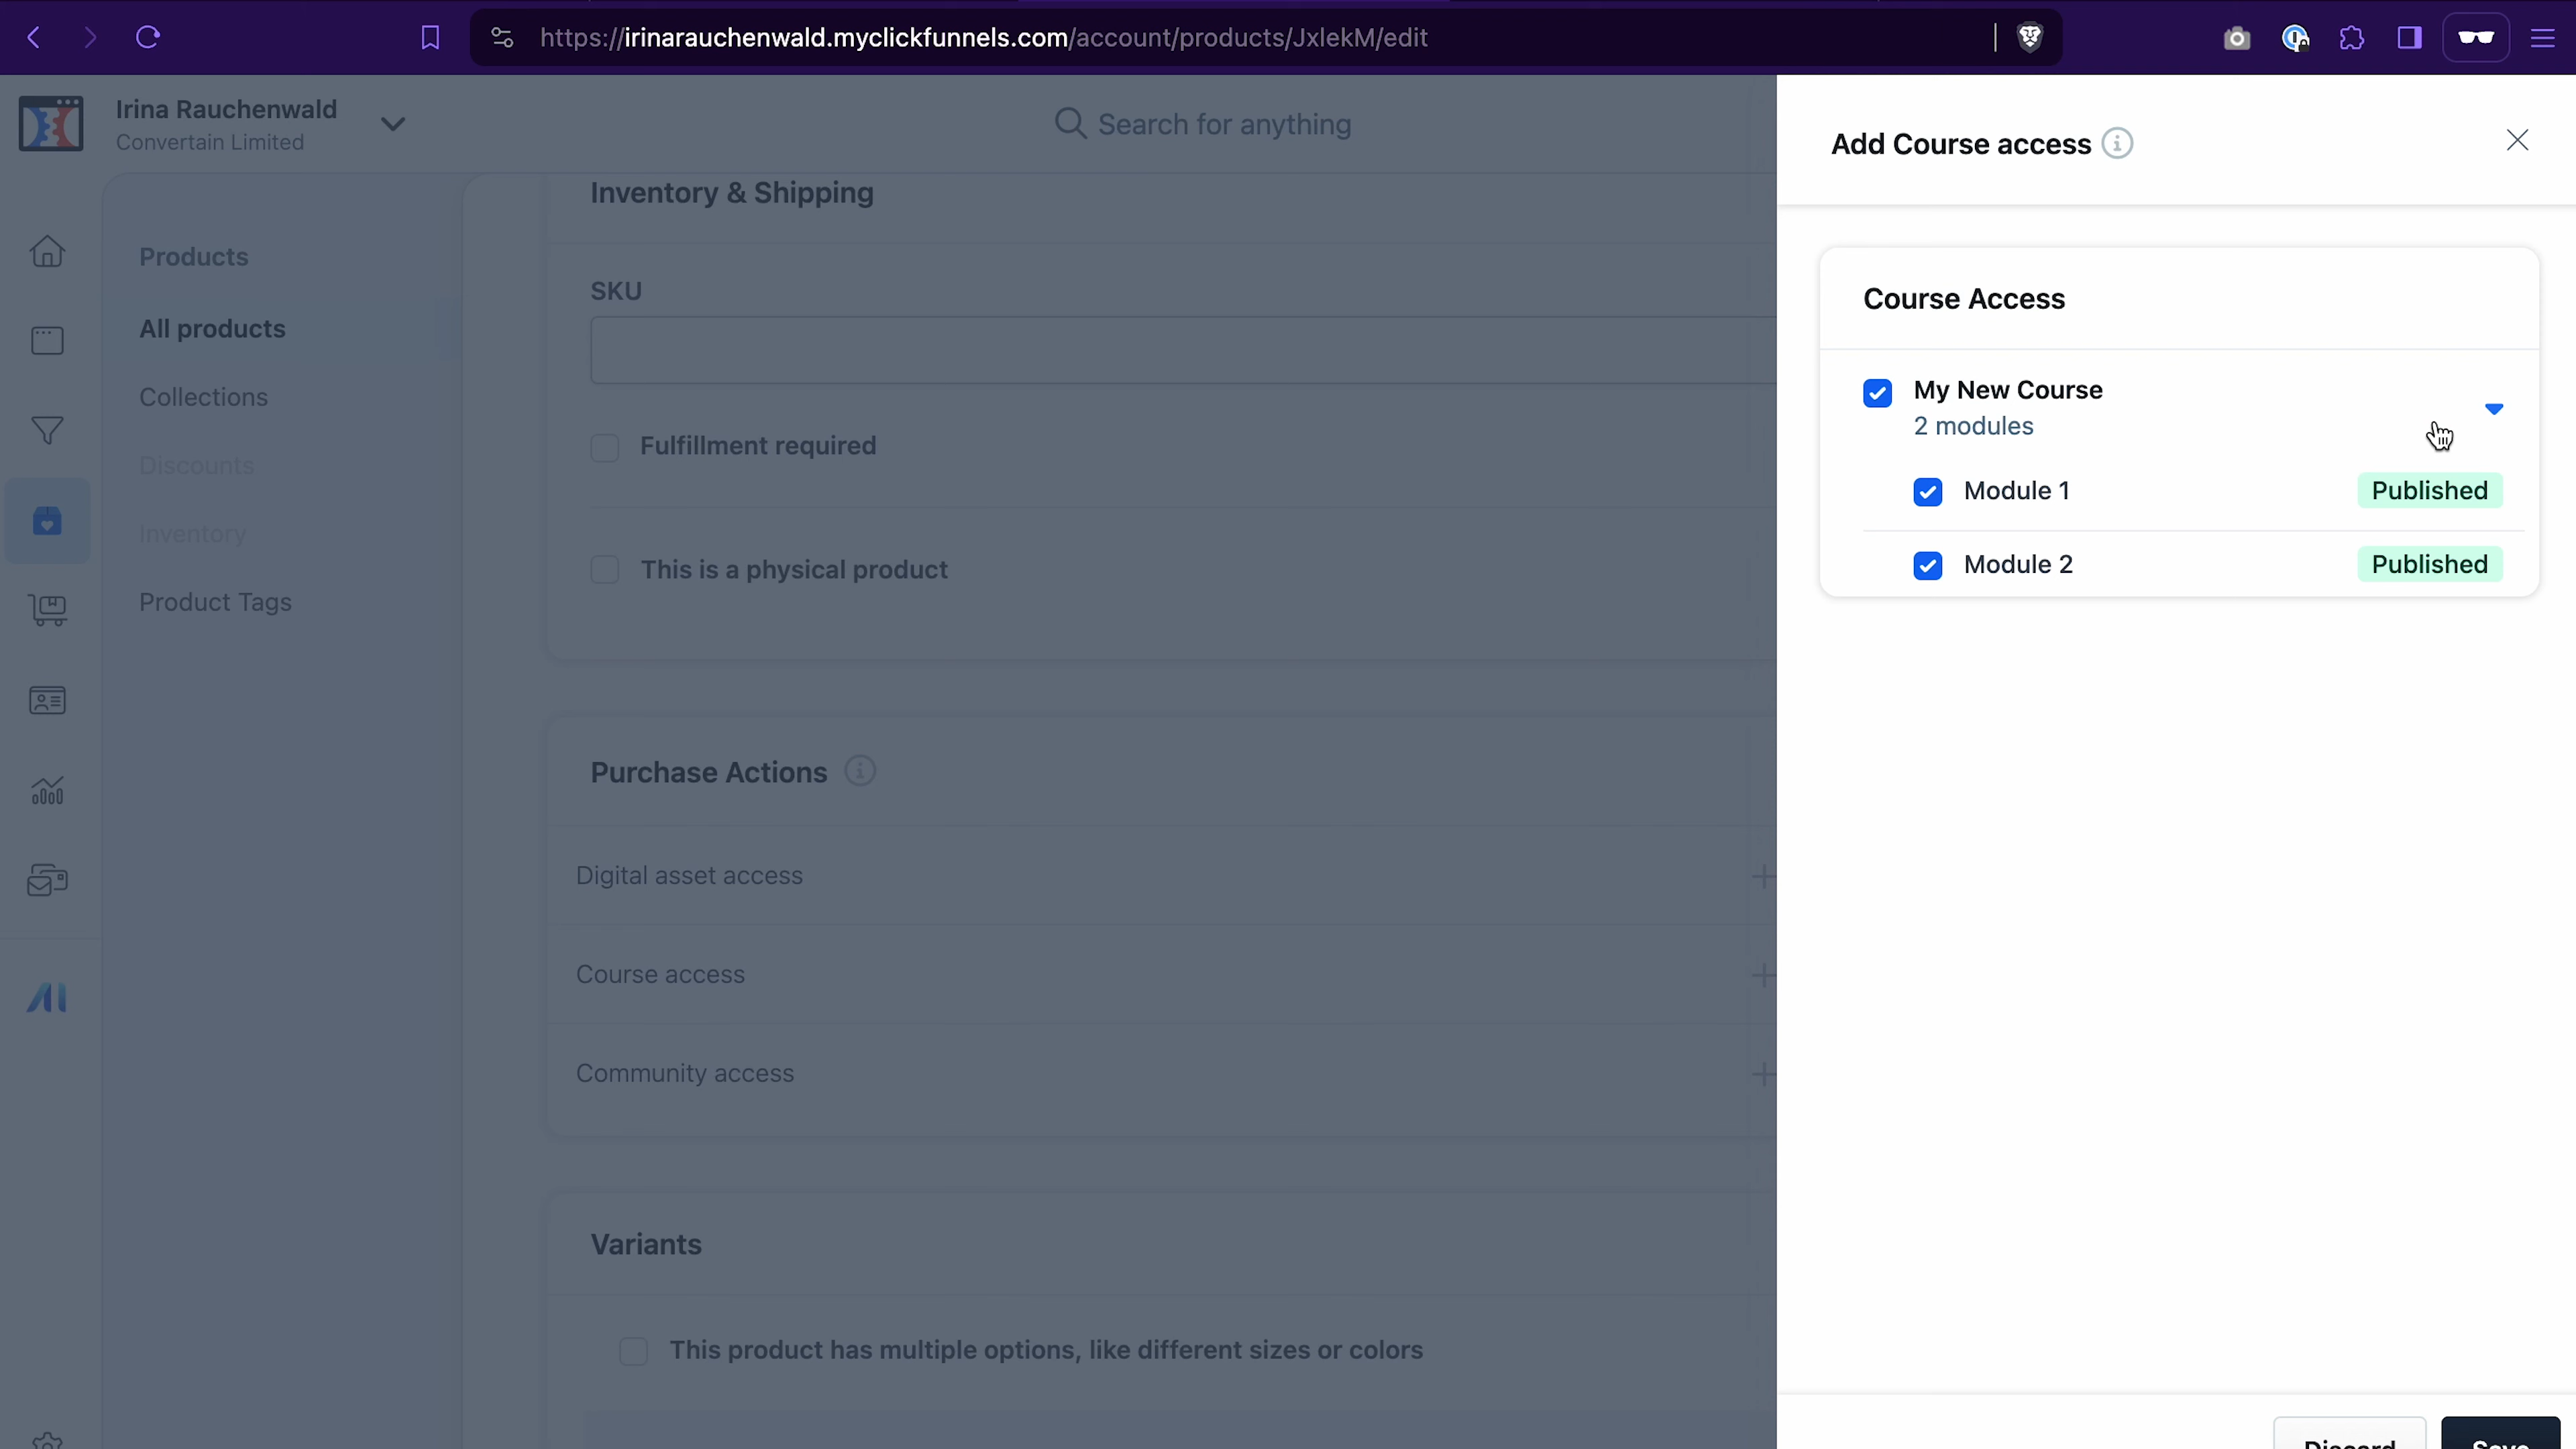 https://irinarauchenwald.myclickfunnels.com/account/products/JxlekM/edit
Irina Rauchenwald
Convertain Limited
Search for anything
Products
All products
Collections
Discounts
Inventory
Product Tags
AI
Inventory & Shipping
SKU
Fulfillment required
This is a physical product
Purchase Actions
Digital asset access
Course access
Community access
Variants
This product has multiple options, like different sizes or colors
Add Course access
Course Access
My New Course
2 modules
Module 1 Published
Module 2 Published
Discard Save